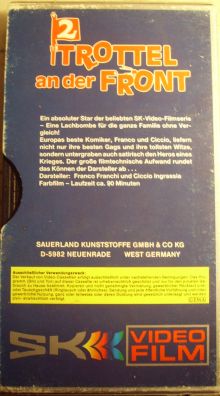 2
TROTTEL
an der FRONT
Ein absoluter Star der beliebten SK-Video-Filmserie
– Eine Lachbombe für die ganze Familie ohne Ver-
gleich!
Europas beste Komiker, Franco und Ciccio, liefern
nicht nur ihre besten Gags und ihre tollsten Witze,
sondern untergraben auch satirisch den Heros eines
Krieges. Der große filmtechnische Aufwand rundet
das Können der Darsteller ab . . .
Darsteller: Franco Franchi und Ciccio Ingrassia
Farbfilm – Laufzeit ca. 90 Minuten
SAUERLAND KUNSTSTOFFE GMBH & CO KG
D-5982 NEUENRADE WEST GERMANY
Ausschließlicher Verwendungszweck:
GEMA
SK VIDEO
FILM